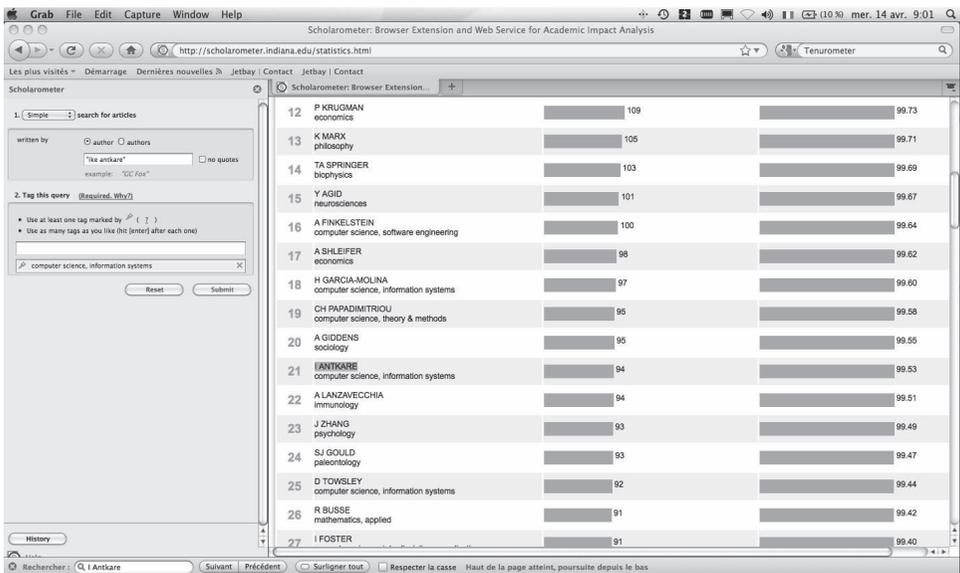 Grab File Edit Capture Window Help (10 %) mer. 14 avr. 9:01
Scholarometer: Browser Extension and Web Service for Academic Impact Analysis
http://scholarometer.indiana.edu/statistics.html Tenurometer
Les plus visités Démarrage Dernières nouvelles Jetbay | Contact Jetbay | Contact
Scholarometer
Scholarometer: Browser Extension... +
1. Simple search for articles
written by
author authors
"ike antkare" no quotes
example: "GC Fox"
2. Tag this query (Required. Why?)
• Use at least one tag marked by ( ? )
• Use as many tags as you like (hit [enter] after each one)
computer science, information systems
Reset Submit
History
12 P KRUGMAN 109 99.73
economics
13 K MARX 105 99.71
philosophy
14 TA SPRINGER 103 99.69
biophysics
15 Y AGID 101 99.67
neurosciences
16 A FINKELSTEIN 100 99.64
computer science, software engineering
17 A SHLEIFER 98 99.62
economics
18 H GARCIA-MOLINA 97 99.60
computer science, information systems
19 CH PAPADIMITRIOU 95 99.58
computer science, theory & methods
20 A GIDDENS 95 99.55
sociology
21 I ANTKARE 94 99.53
computer science, information systems
22 A LANZAVECCHIA 94 99.51
immunology
23 J ZHANG 93 99.49
psychology
24 SJ GOULD 93 99.47
paleontology
25 D TOWSLEY 92 99.44
computer science, information systems
26 R BUSSE 91 99.42
mathematics, applied
27 I FOSTER 91 99.40
Rechercher : I Antkare Suivant Précédent Surligner tout Respecter la casse Haut de la page atteint, poursuite depuis le bas